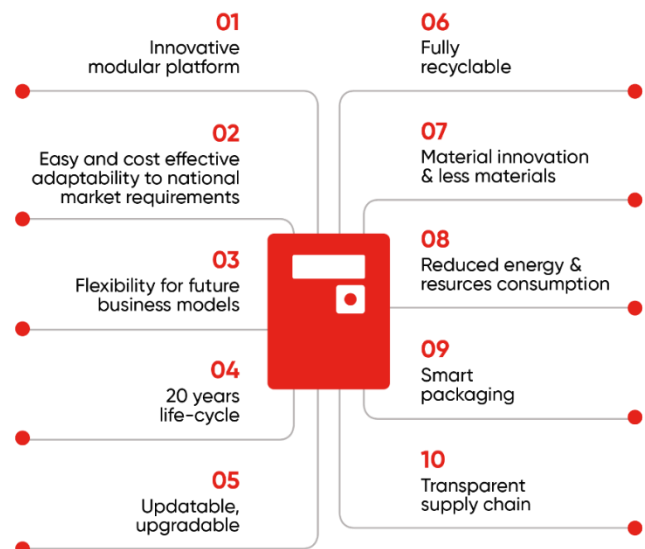 01
Innovative
modular platform
02
Easy and cost effective
adaptability to national
market requirements
03
Flexibility for future
business models
04
20 years
life-cycle
05
Updatable,
upgradable
06
Fully
recyclable
07
Material innovation
& less materials
08
Reduced energy &
resurces consumption
09
Smart
packaging
10
Transparent
supply chain